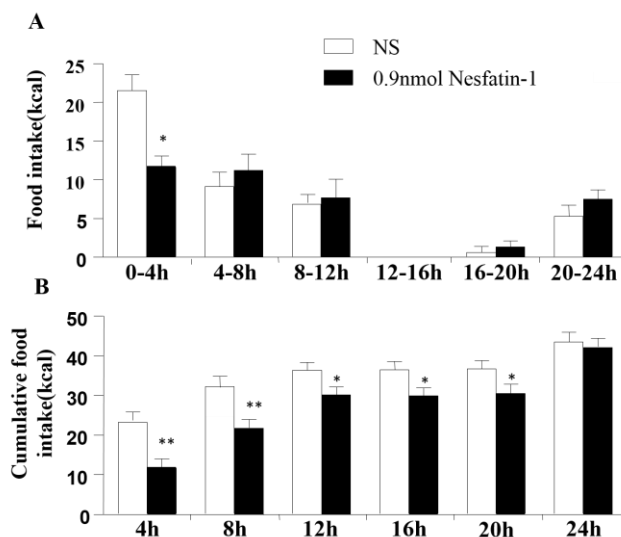 A
NS
0.9nmol Nesfatin-1
Food intake(kcal)
25
20
15
10
5
0
*
0-4h 4-8h 8-12h 12-16h 16-20h 20-24h
B
Cumulative food
intake(kcal)
50
40
30
20
10
0
** ** * * *
4h 8h 12h 16h 20h 24h